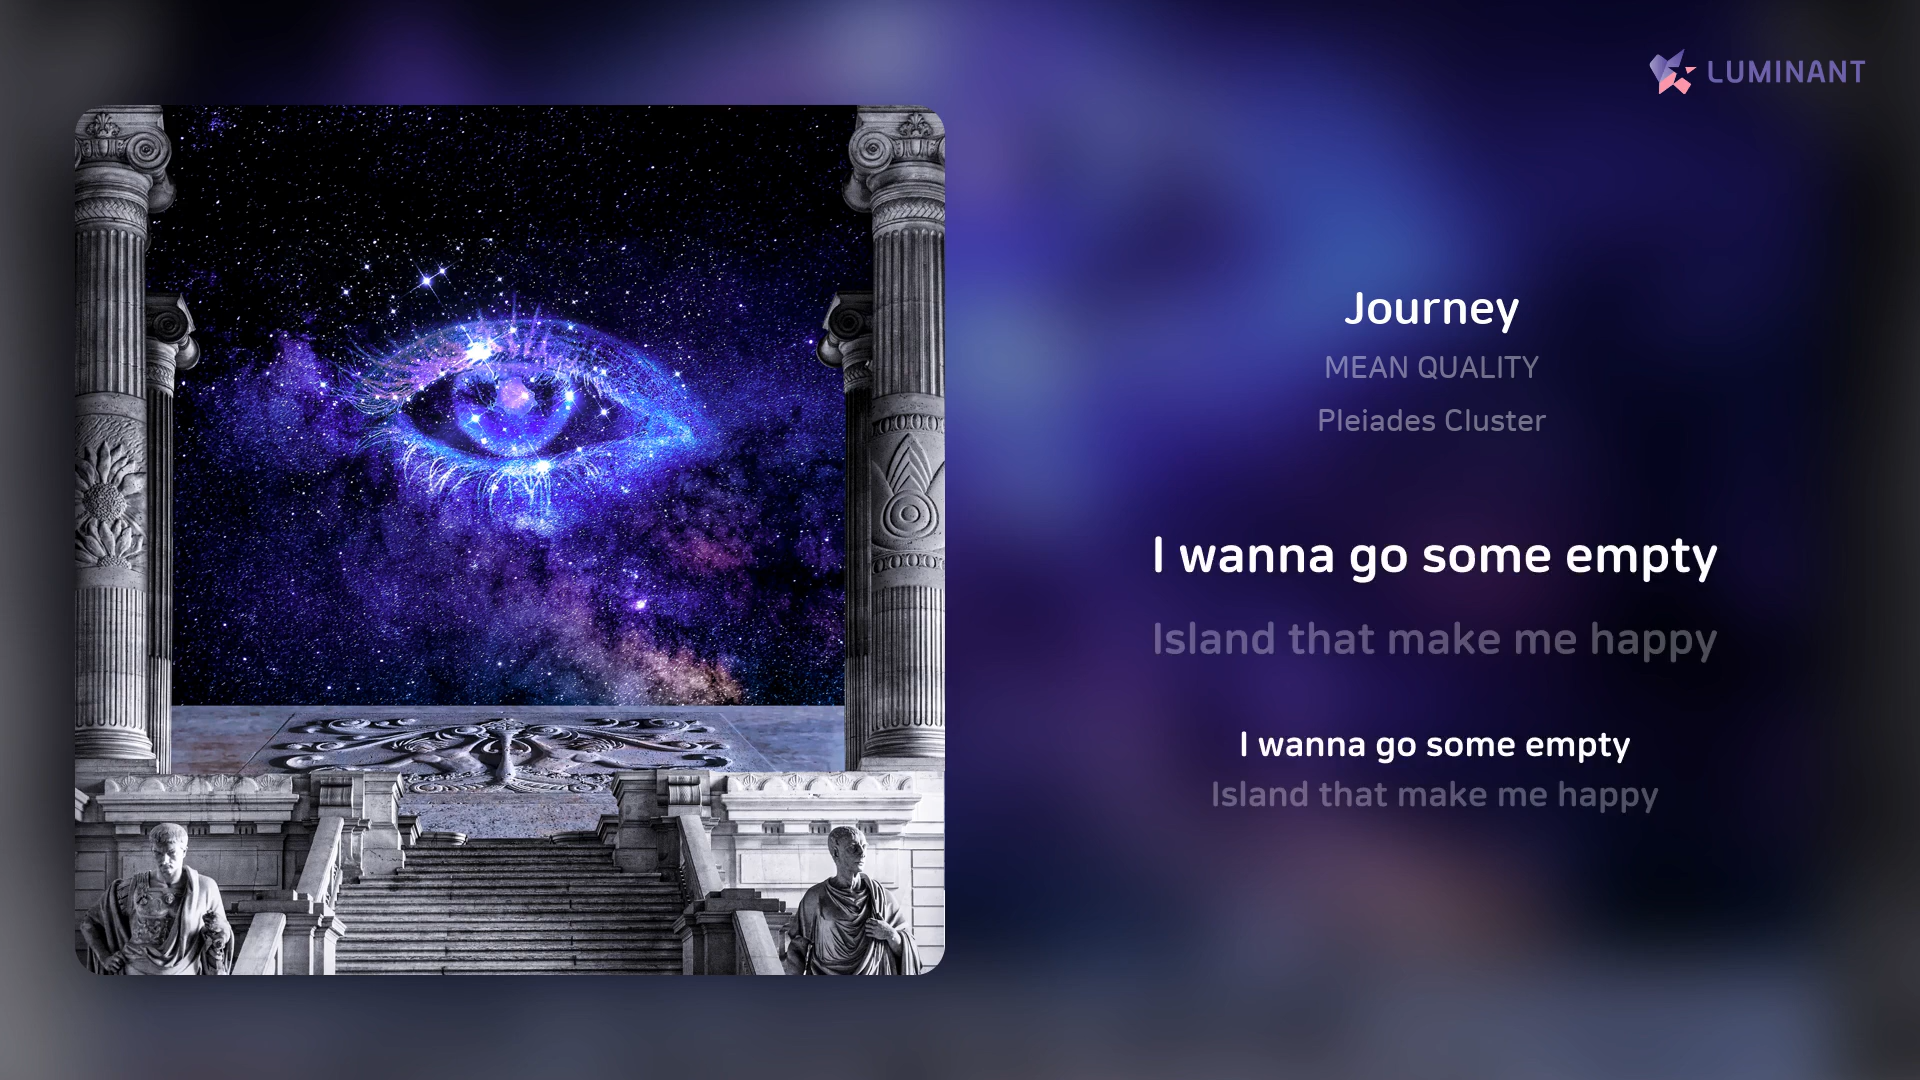 LUMINANT
Journey
MEAN QUALITY
Pleiades Cluster
I wanna go some empty
Island that make me happy
I wanna go some empty
Island that make me happy